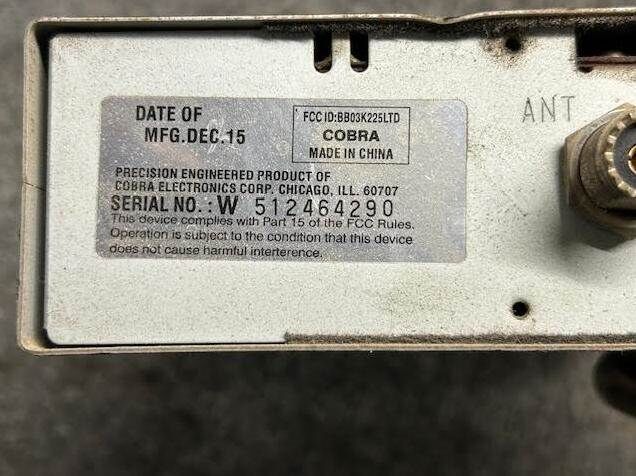 DATE OF
MFG.DEC.15
FCC ID:BB03K225LTD
COBRA
MADE IN CHINA
ANT
PRECISION ENGINEERED PRODUCT OF
COBRA ELECTRONICS CORP. CHICAGO, ILL. 60707
SERIAL NO.: W 512464290
This device complies with Part 15 of the FCC Rules.
Operation is subject to the condition that this device
does not cause harmful interference.